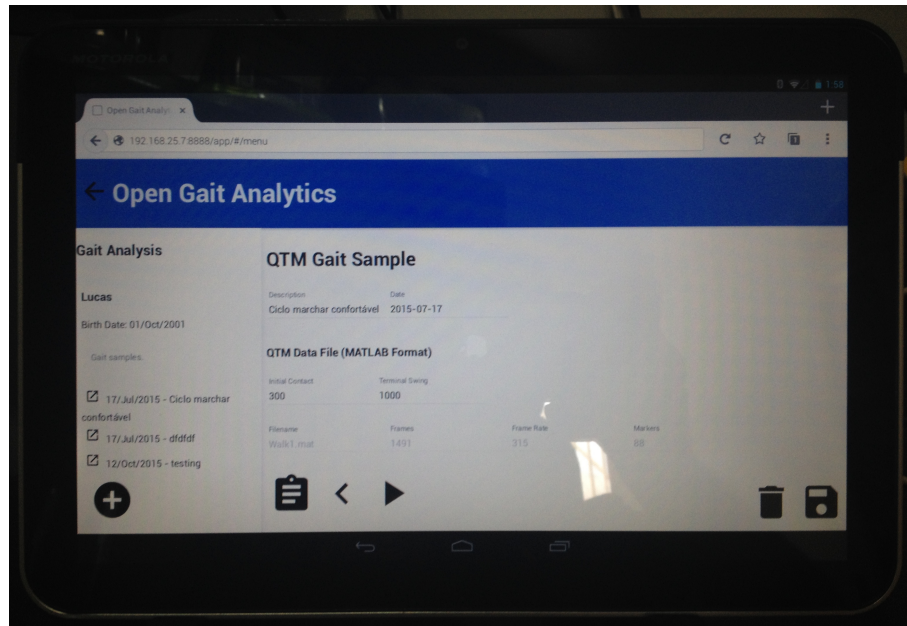 MOTOROLA
1:58
Open Gait Analyti
192.168.25.7:8888/app/#/menu
Open Gait Analytics
Gait Analysis
Lucas
Birth Date: 01/Oct/2001
Gait samples.
17/Jul/2015 - Ciclo marchar
confortável
17/Jul/2015 - dfdfdf
12/Oct/2015 - testing
QTM Gait Sample
Description Date
Ciclo marchar confortável 2015-07-17
QTM Data File (MATLAB Format)
Initial Contact Terminal Swing
300 1000
Filename Frames Frame Rate Markers
Walk1.mat 1491 315 88